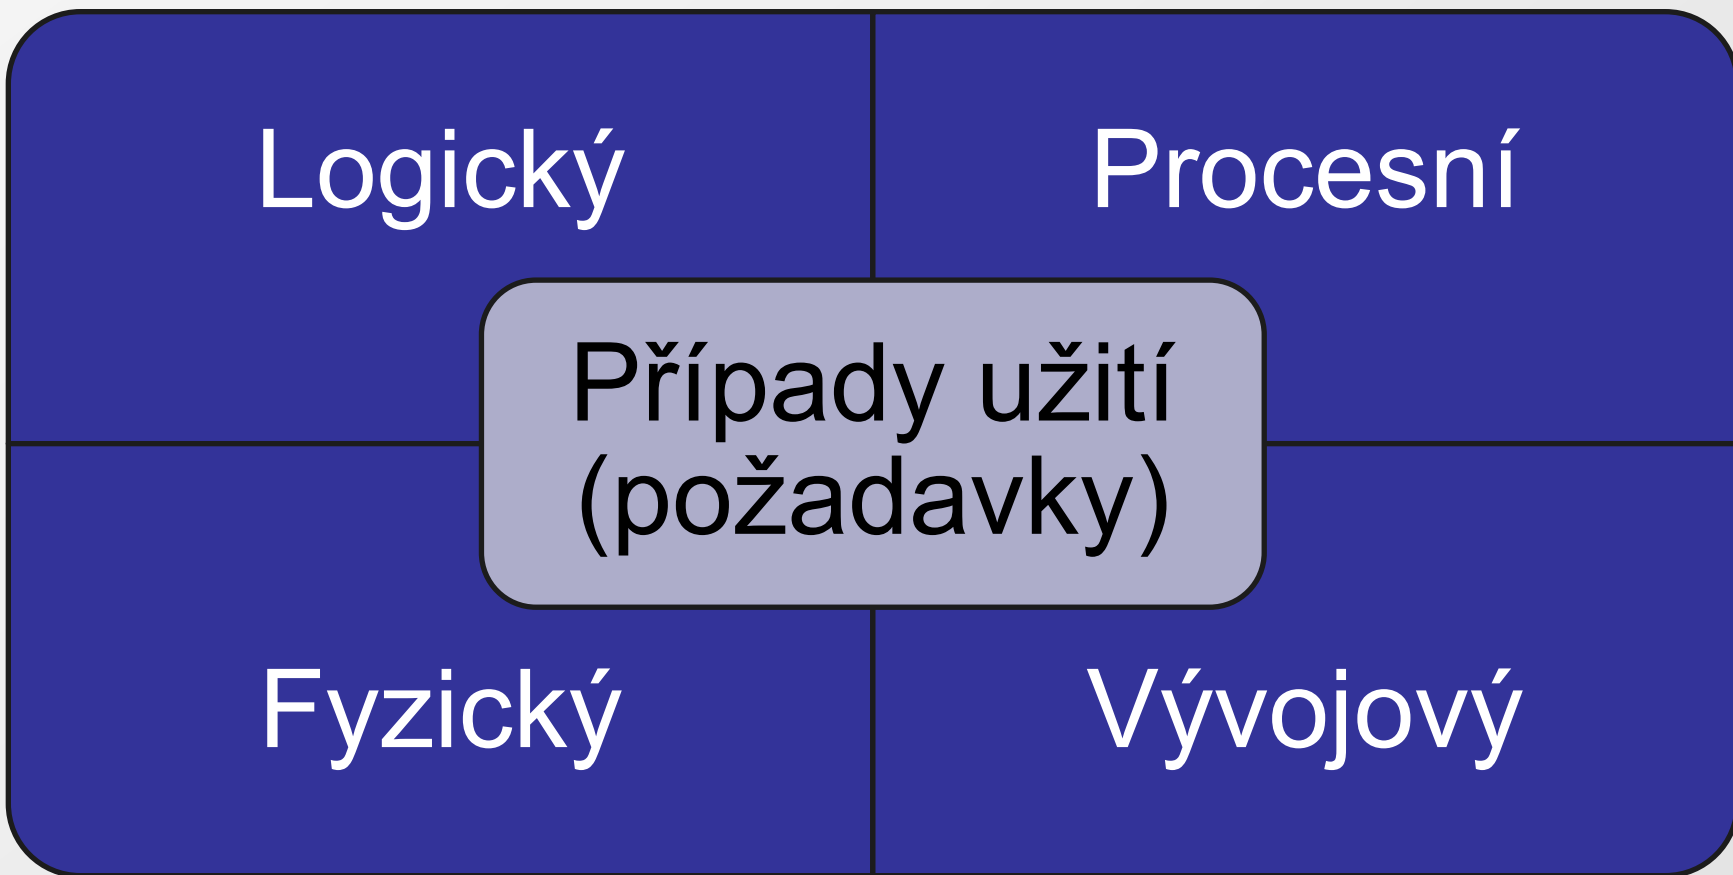 Logický
Procesní
Případy užití
(požadavky)
Fyzický
Vývojový